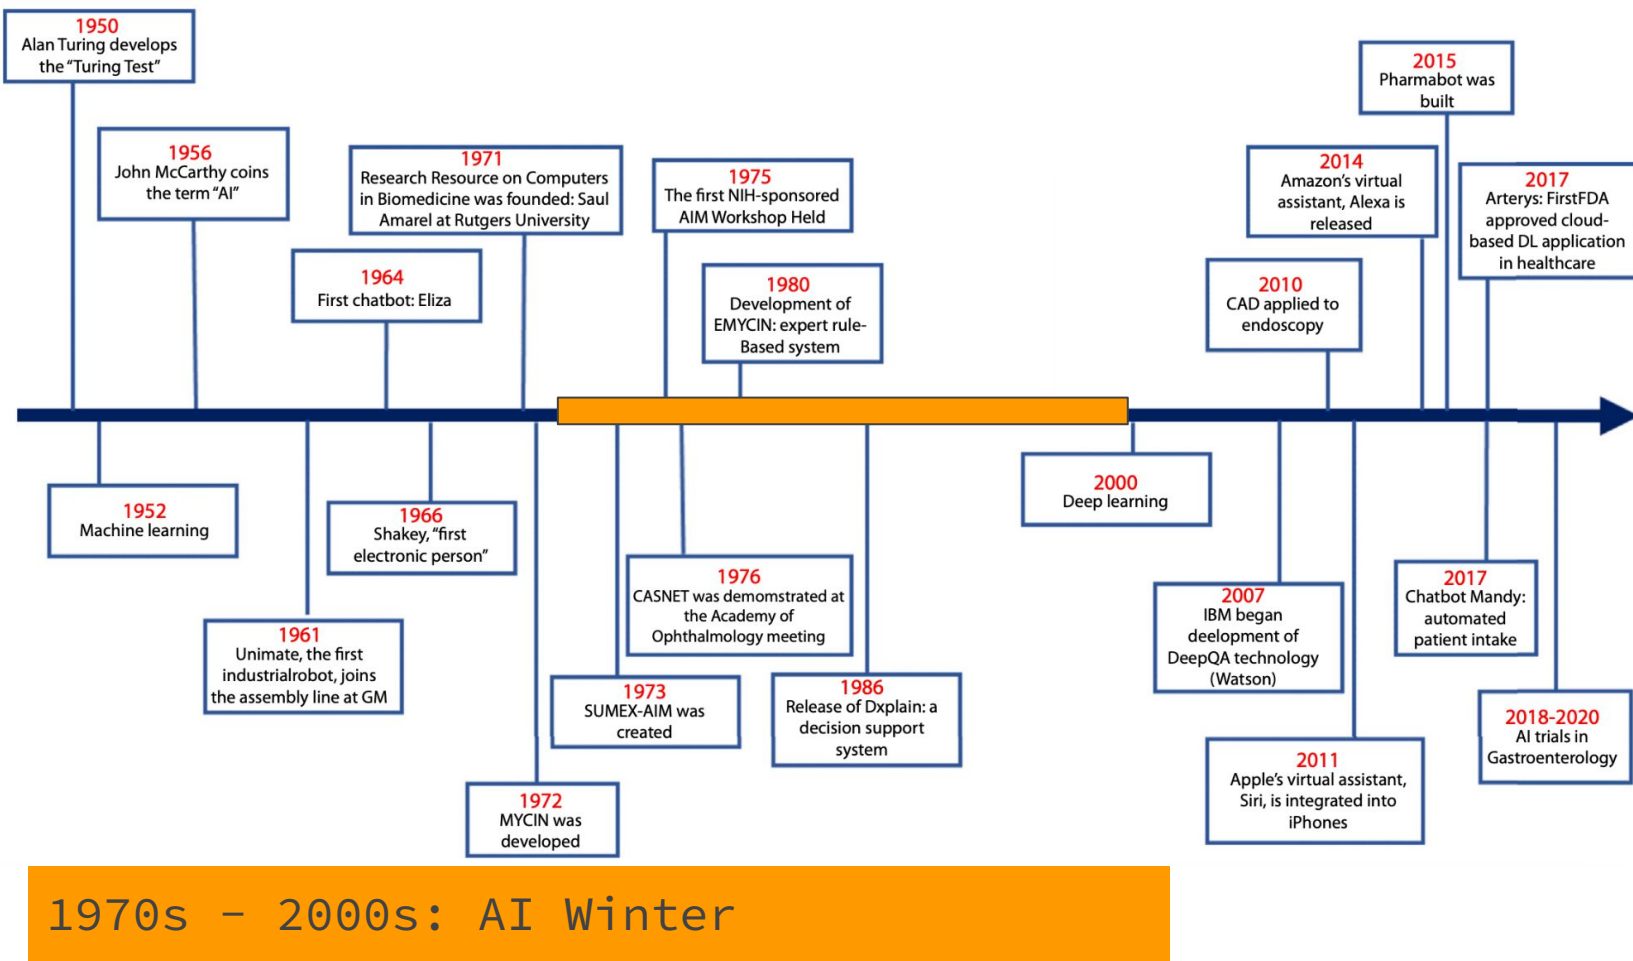 1950
Alan Turing develops
the “Turing Test”
1956
John McCarthy coins
the term “AI”
1964
First chatbot: Eliza
1971
Research Resource on Computers
in Biomedicine was founded: Saul
Amarel at Rutgers University
1975
The first NIH-sponsored
AIM Workshop Held
1980
Development of
EMYCIN: expert rule-
Based system
2010
CAD applied to
endoscopy
2014
Amazon’s virtual
assistant, Alexa is
released
2015
Pharmabot was
built
2017
Arterys: FirstFDA
approved cloud-
based DL application
in healthcare
1952
Machine learning
1961
Unimate, the first
industrialrobot, joins
the assembly line at GM
1966
Shakey, “first
electronic person”
1972
MYCIN was
developed
1973
SUMEX-AIM was
created
1976
CASNET was demomstrated at
the Academy of
Ophthalmology meeting
1986
Release of Dxplain: a
decision support
system
2000
Deep learning
2007
IBM began
deelopment of
DeepQA technology
(Watson)
2011
Apple’s virtual assistant,
Siri, is integrated into
iPhones
2017
Chatbot Mandy:
automated
patient intake
2018-2020
AI trials in
Gastroenterology
1970s - 2000s: AI Winter